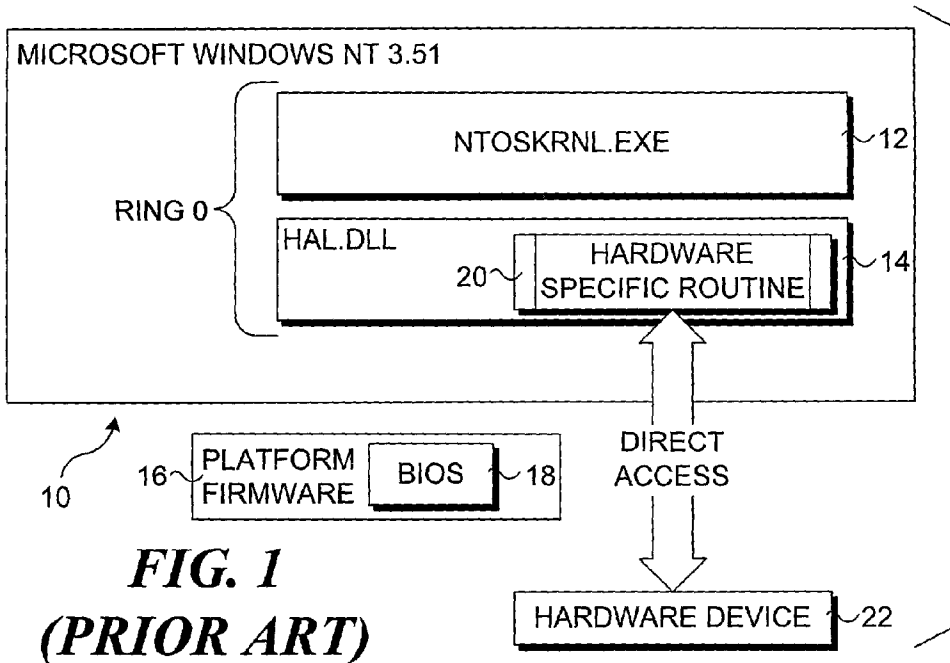 MICROSOFT WINDOWS NT 3.51
NTOSKRNL.EXE
12
RING 0
HAL.DLL
20
HARDWARE
SPECIFIC ROUTINE
14
10
16
PLATFORM
FIRMWARE
BIOS
18
DIRECT
ACCESS
FIG. 1
(PRIOR ART)
HARDWARE DEVICE
22